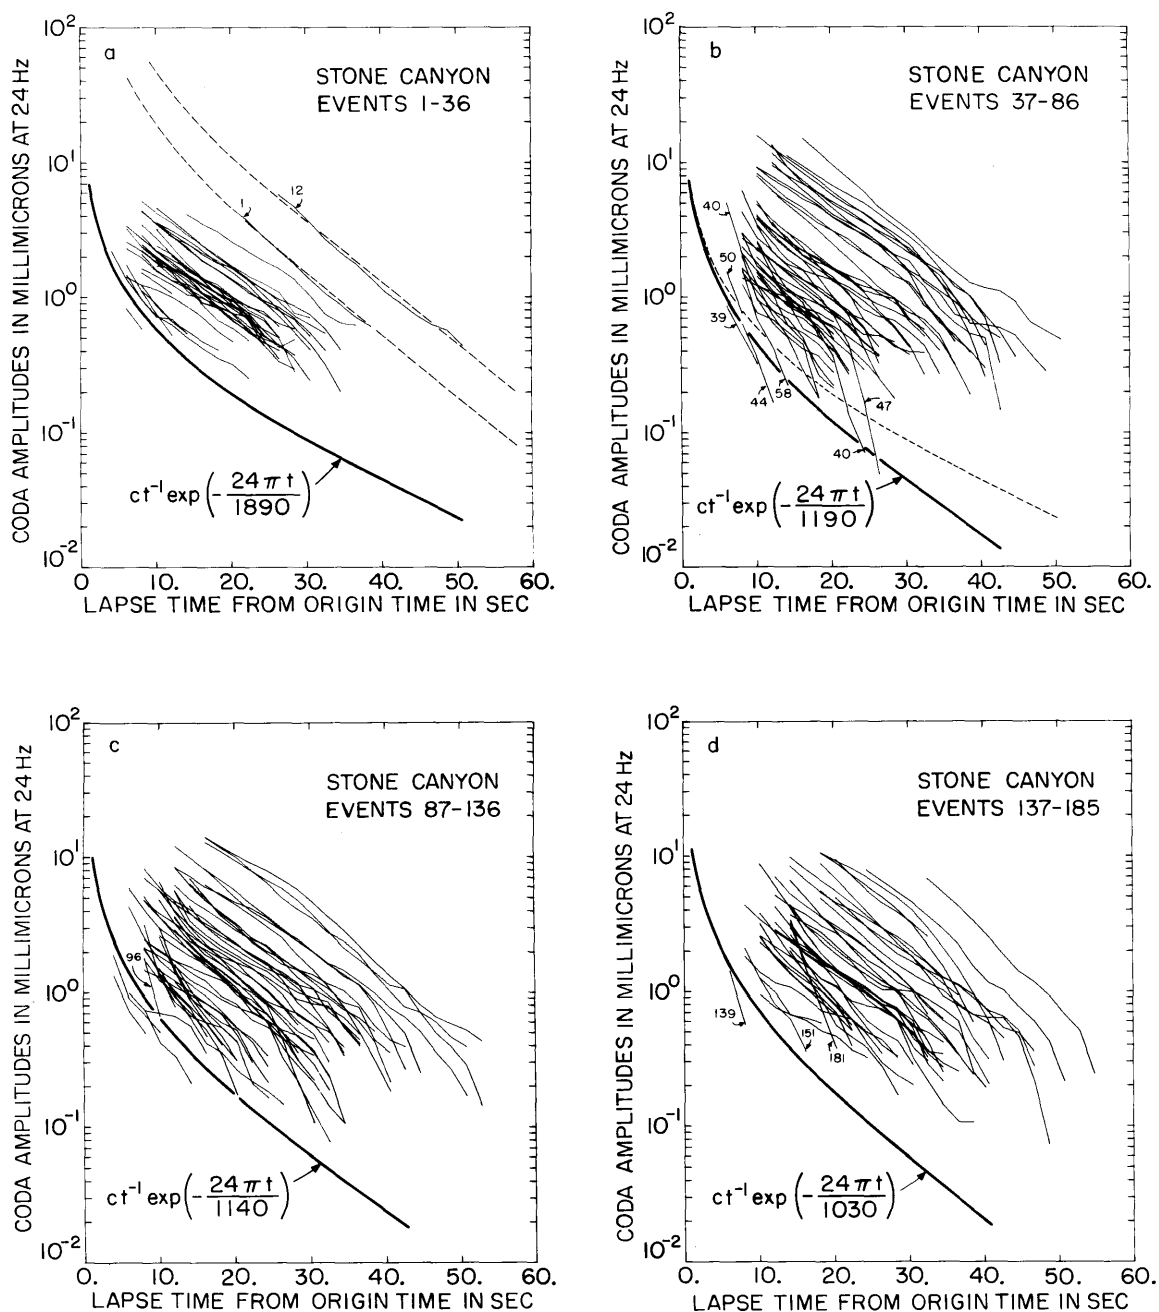 a
STONE CANYON
EVENTS 1-36
CODA AMPLITUDES IN MILLIMICRONS AT 24 Hz
10²
10¹
10⁰
10⁻¹
10⁻²
1
12
ct⁻¹ exp(-24πt/1890)
0. 10. 20. 30. 40. 50. 60.
LAPSE TIME FROM ORIGIN TIME IN SEC
b
STONE CANYON
EVENTS 37-86
CODA AMPLITUDES IN MILLIMICRONS AT 24 Hz
10²
10¹
10⁰
10⁻¹
10⁻²
40
50
39
44
58
47
40
ct⁻¹ exp(-24πt/1190)
0. 10. 20. 30. 40. 50. 60.
LAPSE TIME FROM ORIGIN TIME IN SEC.
c
STONE CANYON
EVENTS 87-136
CODA AMPLITUDES IN MILLIMICRONS AT 24 Hz
10²
10¹
10⁰
10⁻¹
10⁻²
96
ct⁻¹ exp(-24πt/1140)
0. 10. 20. 30. 40. 50. 60.
LAPSE TIME FROM ORIGIN TIME IN SEC
d
STONE CANYON
EVENTS 137-185
CODA AMPLITUDES IN MILLIMICRONS AT 24 Hz
10²
10¹
10⁰
10⁻¹
10⁻²
139
151
181
ct⁻¹ exp(-24πt/1030)
0. 10. 20. 30. 40. 50. 60.
LAPSE TIME FROM ORIGIN TIME IN SEC.